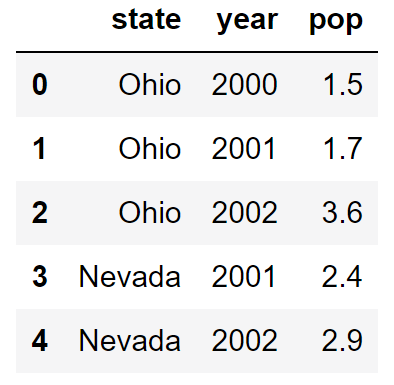 state year pop
0 Ohio 2000 1.5
1 Ohio 2001 1.7
2 Ohio 2002 3.6
3 Nevada 2001 2.4
4 Nevada 2002 2.9